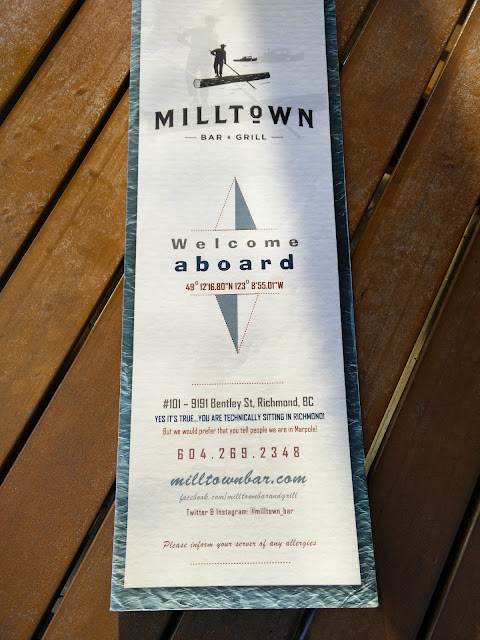 MILLTOWN
BAR & GRILL
Welcome
aboard
49° 12'16.80"N 123° 8'55.01"W
#101 – 9191 Bentley St, Richmond, BC
YES IT'S TRUE...YOU ARE TECHNICALLY SITTING IN RICHMOND!
But we would prefer that you tell people we are in Marpole!
604.269.2348
milltownbar.com
facebook.com/milltownbarandgrill
Twitter & Instagram: @milltown_bar
Please inform your server of any allergies